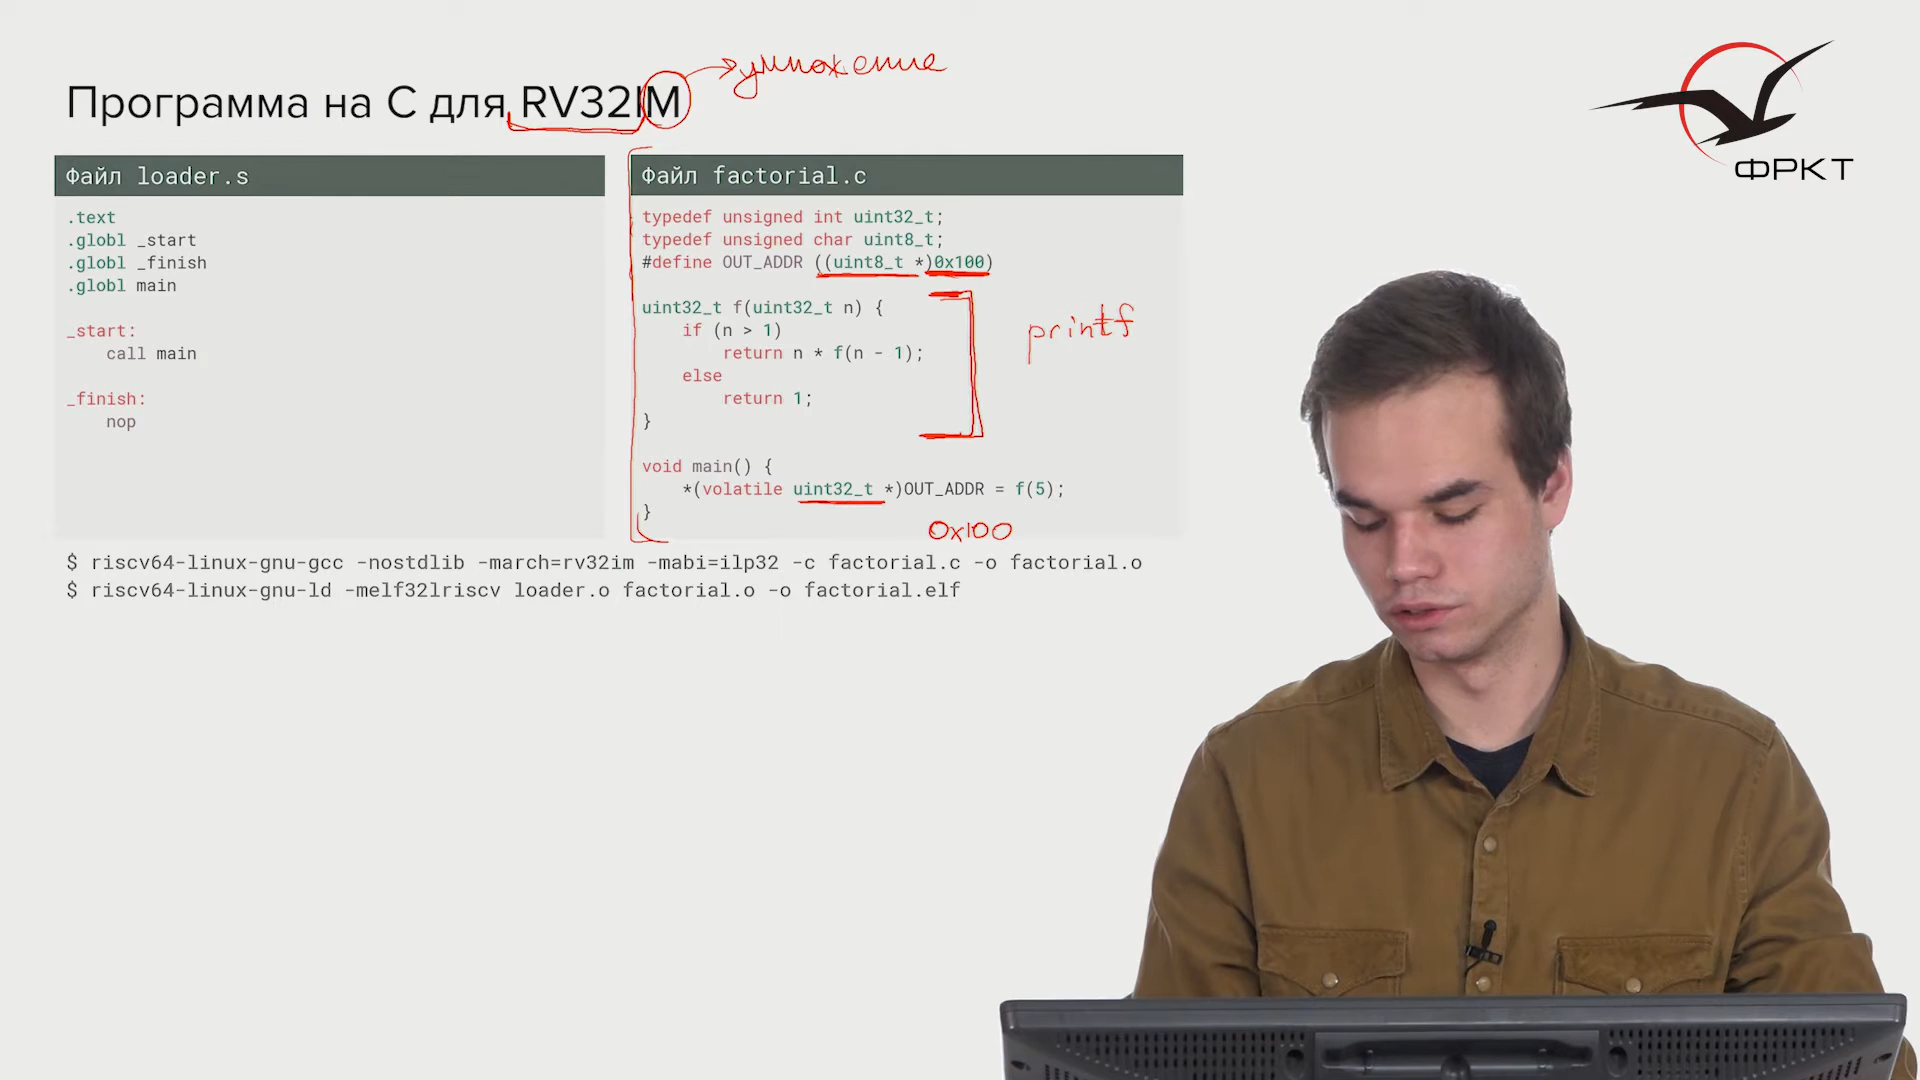 умножение
Программа на C для RV32IM
ФРКТ
Файл loader.s
.text
.globl _start
.globl _finish
.globl main
_start:
call main
_finish:
nop
Файл factorial.c
typedef unsigned int uint32_t;
typedef unsigned char uint8_t;
#define OUT_ADDR ((uint8_t *)0x100)
uint32_t f(uint32_t n) {
if (n > 1)
return n * f(n - 1);
else
return 1;
}
printf
void main() {
*(volatile uint32_t *)OUT_ADDR = f(5);
}
0x100
$ riscv64-linux-gnu-gcc -nostdlib -march=rv32im -mabi=ilp32 -c factorial.c -o factorial.o
$ riscv64-linux-gnu-ld -melf32lriscv loader.o factorial.o -o factorial.elf